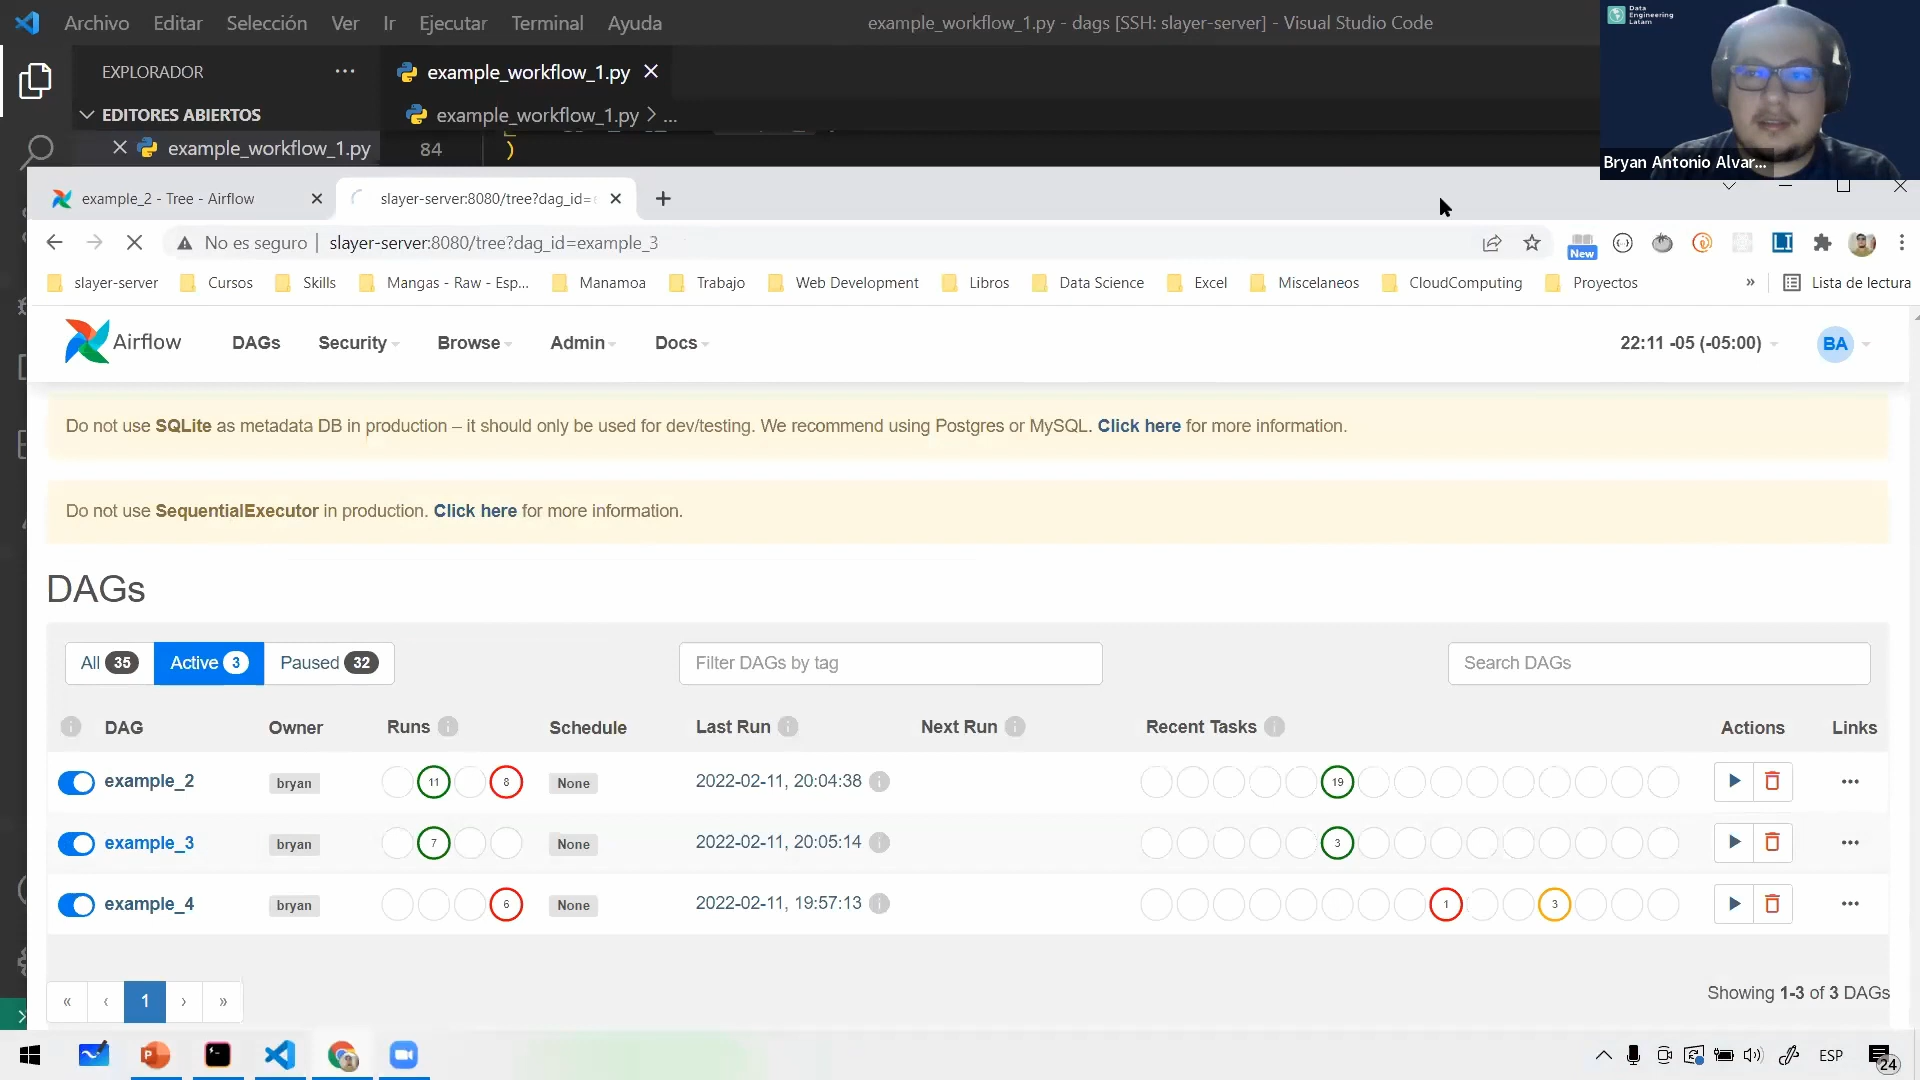 Archivo Editar Selección Ver Ir Ejecutar Terminal Ayuda
example_workflow_1.py - dags [SSH: slayer-server] - Visual Studio Code
Data
Engineering
Latam
EXPLORADOR ···
example_workflow_1.py
EDITORES ABIERTOS
example_workflow_1.py > ...
example_workflow_1.py
84 )
Bryan Antonio Alvar...
example_2 - Tree - Airflow
slayer-server:8080/tree?dag_id=
No es seguro | slayer-server:8080/tree?dag_id=example_3
New
LI
slayer-server Cursos Skills Mangas - Raw - Esp... Manamoa Trabajo Web Development Libros Data Science Excel Miscelaneos CloudComputing Proyectos » Lista de lectura
Airflow DAGs Security Browse Admin Docs 22:11 -05 (-05:00) BA
Do not use SQLite as metadata DB in production – it should only be used for dev/testing. We recommend using Postgres or MySQL. Click here for more information.
Do not use SequentialExecutor in production. Click here for more information.
DAGs
All 35 Active 3 Paused 32 Filter DAGs by tag Search DAGs
DAG Owner Runs Schedule Last Run Next Run Recent Tasks Actions Links
example_2 bryan 11 8 None 2022-02-11, 20:04:38 19 ···
example_3 bryan 7 None 2022-02-11, 20:05:14 3 ···
example_4 bryan 6 None 2022-02-11, 19:57:13 1 3 ···
« ‹ 1 › »
Showing 1-3 of 3 DAGs
ESP
24